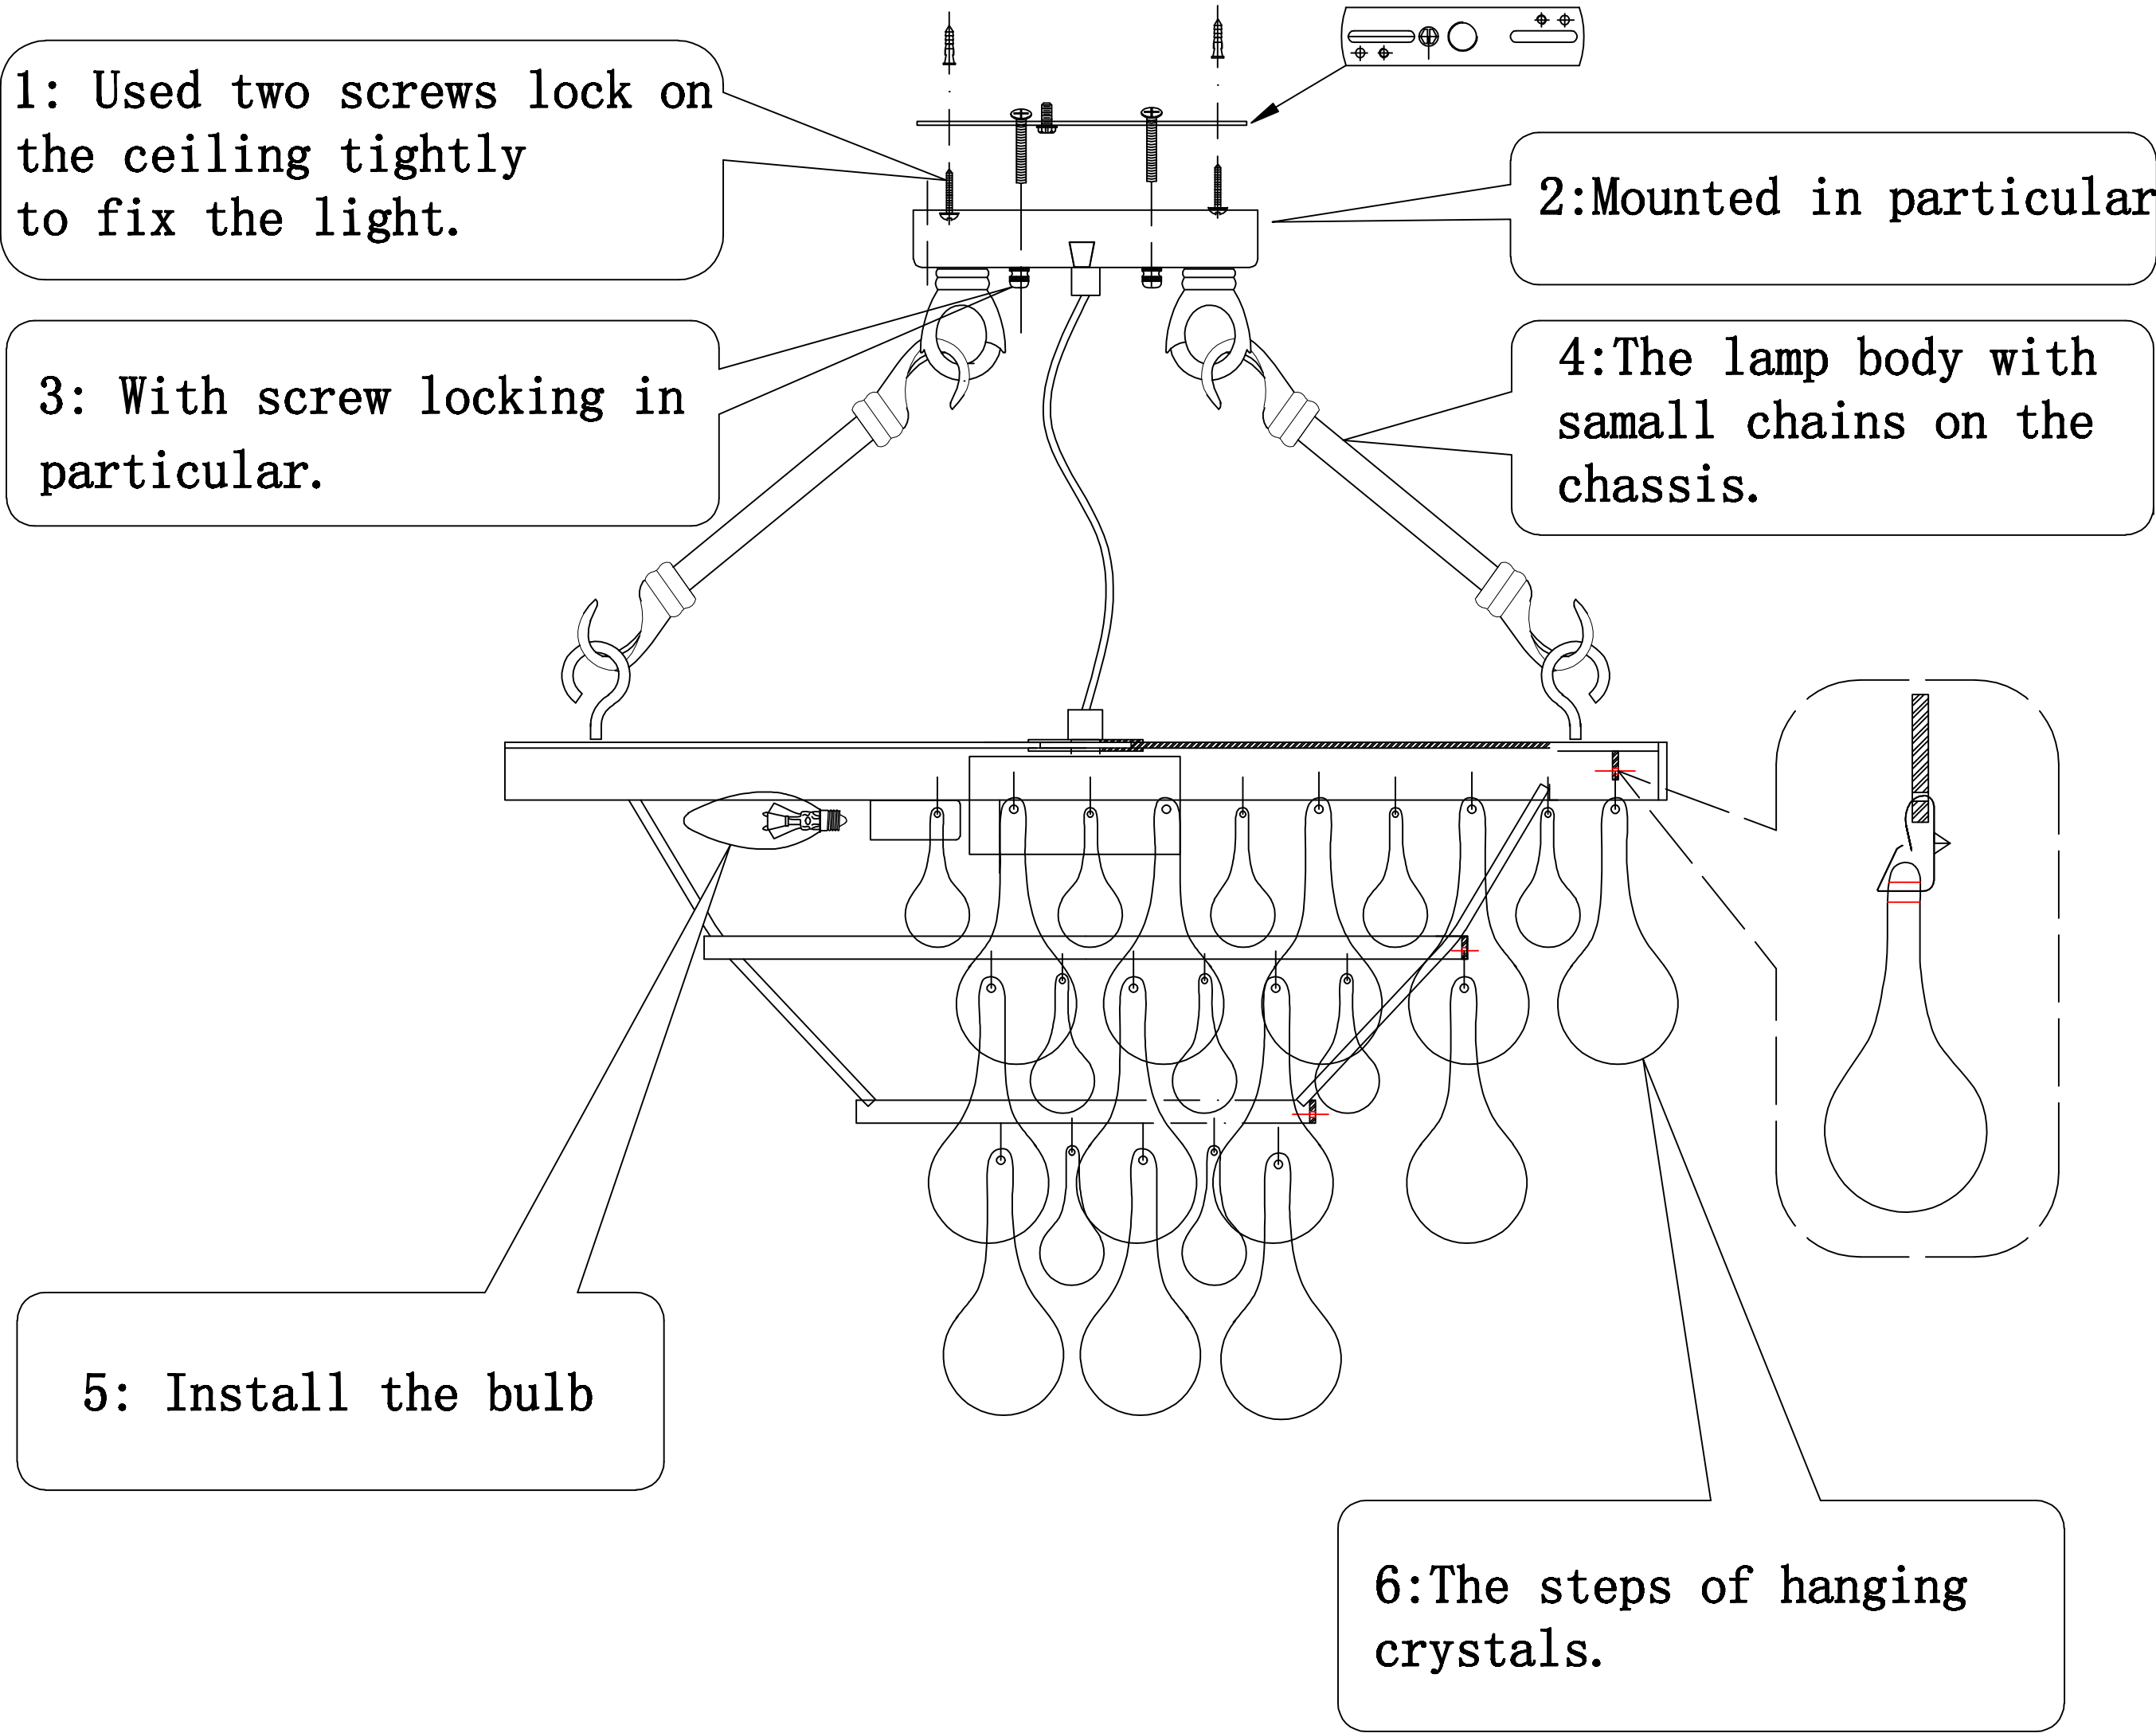 1: Used two screws lock on
the ceiling tightly
to fix the light.
2:Mounted in particular
3: With screw locking in
particular.
4:The lamp body with
samall chains on the
chassis.
5: Install the bulb
6:The steps of hanging
crystals.